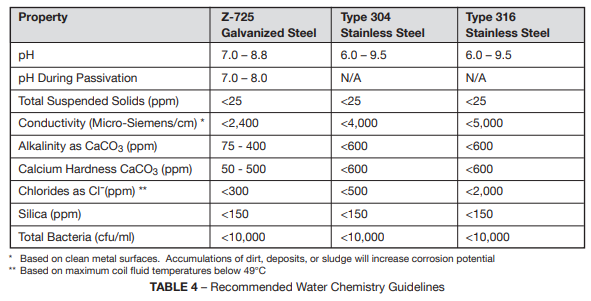 Property Z-725 Galvanized Steel Type 304 Stainless Steel Type 316 Stainless Steel
pH 7.0 – 8.8 6.0 – 9.5 6.0 – 9.5
pH During Passivation 7.0 – 8.0 N/A N/A
Total Suspended Solids (ppm) <25 <25 <25
Conductivity (Micro-Siemens/cm) * <2,400 <4,000 <5,000
Alkalinity as CaCO₃ (ppm) 75 - 400 <600 <600
Calcium Hardness CaCO₃ (ppm) 50 - 500 <600 <600
Chlorides as Cl⁻(ppm) ** <300 <500 <2,000
Silica (ppm) <150 <150 <150
Total Bacteria (cfu/ml) <10,000 <10,000 <10,000
* Based on clean metal surfaces. Accumulations of dirt, deposits, or sludge will increase corrosion potential
** Based on maximum coil fluid temperatures below 49°C
TABLE 4 – Recommended Water Chemistry Guidelines